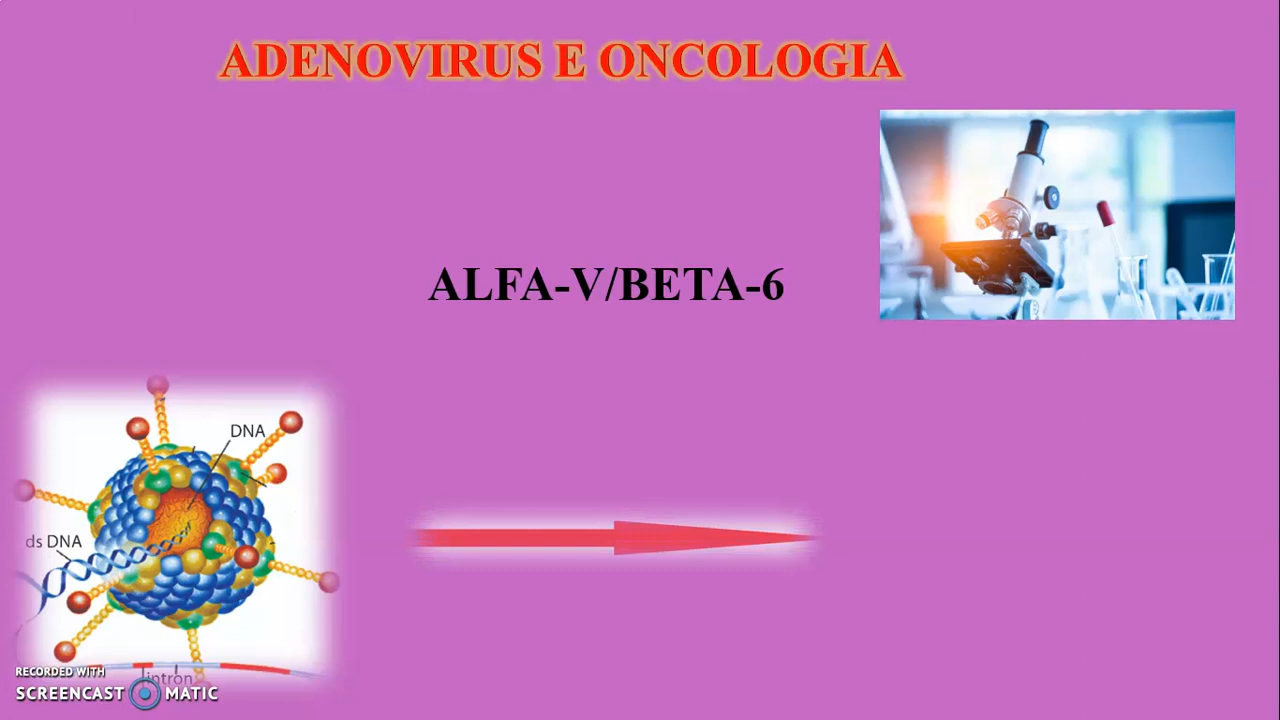 ADENOVIRUS E ONCOLOGIA
ALFA-V/BETA-6
DNA
ds DNA
intron
RECORDED WITH
SCREENCAST MATIC